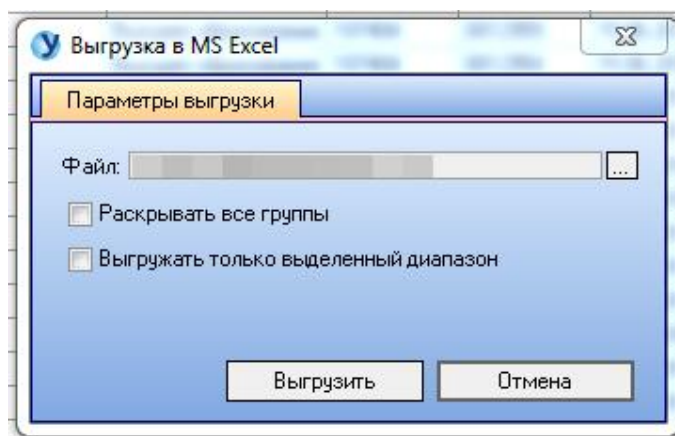 У Выгрузка в MS Excel
Параметры выгрузки
Файл: ...
Раскрывать все группы
Выгружать только выделенный диапазон
Выгрузить Отмена